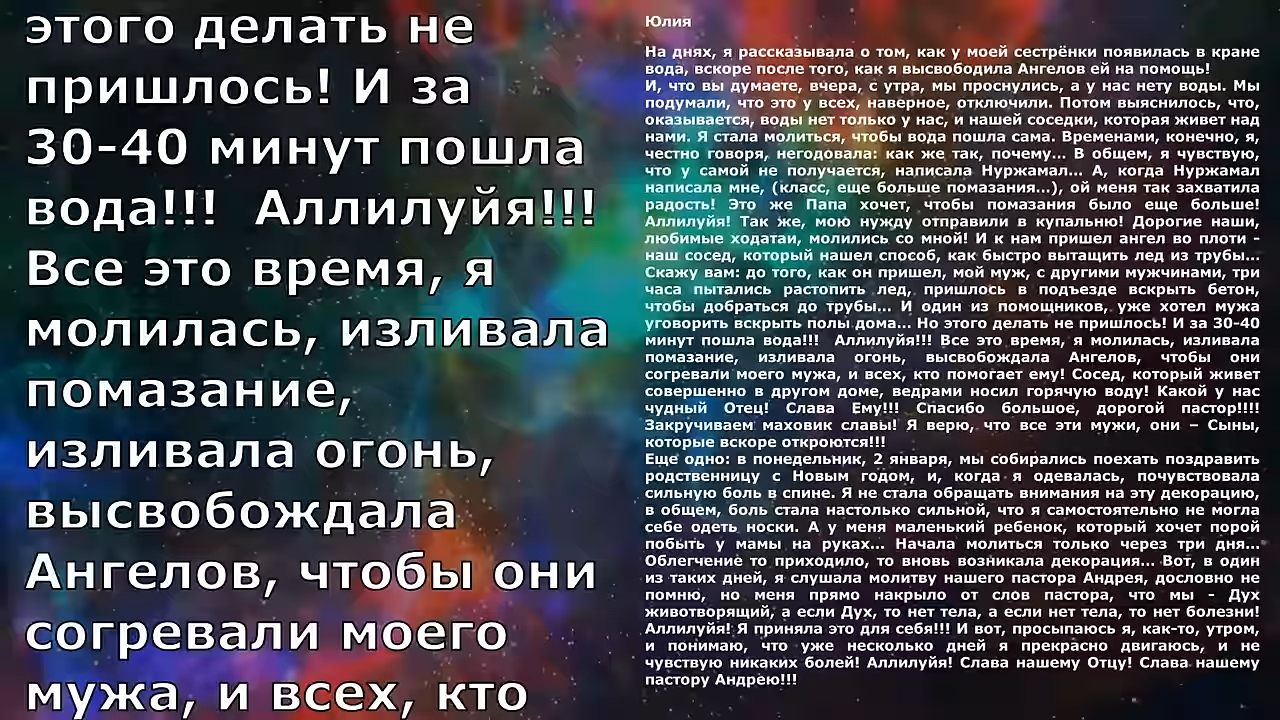 этого делать не
пришлось! И за
30-40 минут пошла
вода!!!  Аллилуйя!!!
Все это время, я
молилась, изливала
помазание,
изливала огонь,
высвобождала
Ангелов, чтобы они
согревали моего
мужа, и всех, кто
Юлия
На днях, я рассказывала о том, как у моей сестрёнки появилась в кране
вода, вскоре после того, как я высвободила Ангелов ей на помощь!
И, что вы думаете, вчера, с утра, мы проснулись, а у нас нету воды. Мы
подумали, что это у всех, наверное, отключили. Потом выяснилось, что,
оказывается, воды нет только у нас, и нашей соседки, которая живет над
нами. Я стала молиться, чтобы вода пошла сама. Временами, конечно, я,
честно говоря, негодовала: как же так, почему... В общем, я чувствую,
что у самой не получается, написала Нуржамал... А, когда Нуржамал
написала мне, (класс, еще больше помазания...), ой меня так захватила
радость! Это же Папа хочет, чтобы помазания было еще больше!
Аллилуйя! Так же, мою нужду отправили в купальню! Дорогие наши,
любимые ходатаи, молились со мной! И к нам пришел ангел во плоти -
наш сосед, который нашел способ, как быстро вытащить лед из трубы...
Скажу вам: до того, как он пришел, мой муж, с другими мужчинами, три
часа пытались растопить лед, пришлось в подъезде вскрыть бетон,
чтобы добраться до трубы... И один из помощников, уже хотел мужа
уговорить вскрыть полы дома... Но этого делать не пришлось! И за 30-40
минут пошла вода!!!  Аллилуйя!!! Все это время, я молилась, изливала
помазание, изливала огонь, высвобождала Ангелов, чтобы они
согревали моего мужа, и всех, кто помогает ему! Сосед, который живет
совершенно в другом доме, ведрами носил горячую воду! Какой у нас
чудный Отец! Слава Ему!!! Спасибо большое, дорогой пастор!!!!
Закручиваем маховик славы! Я верю, что все эти мужи, они – Сыны,
которые вскоре откроются!!!
Еще одно: в понедельник, 2 января, мы собирались поехать поздравить
родственницу с Новым годом, и, когда я одевалась, почувствовала
сильную боль в спине. Я не стала обращать внимания на эту декорацию,
в общем, боль стала настолько сильной, что я самостоятельно не могла
себе одеть носки. А у меня маленький ребенок, который хочет порой
побыть у мамы на руках... Начала молиться только через три дня...
Облегчение то приходило, то вновь возникала декорация... Вот, в один
из таких дней, я слушала молитву нашего пастора Андрея, дословно не
помню, но меня прямо накрыло от слов пастора, что мы - Дух
животворящий, а если Дух, то нет тела, а если нет тела, то нет болезни!
Аллилуйя! Я приняла это для себя!!! И вот, просыпаюсь я, как-то, утром,
и понимаю, что уже несколько дней я прекрасно двигаюсь, и не
чувствую никаких болей! Аллилуйя! Слава нашему Отцу! Слава нашему
пастору Андрею!!!